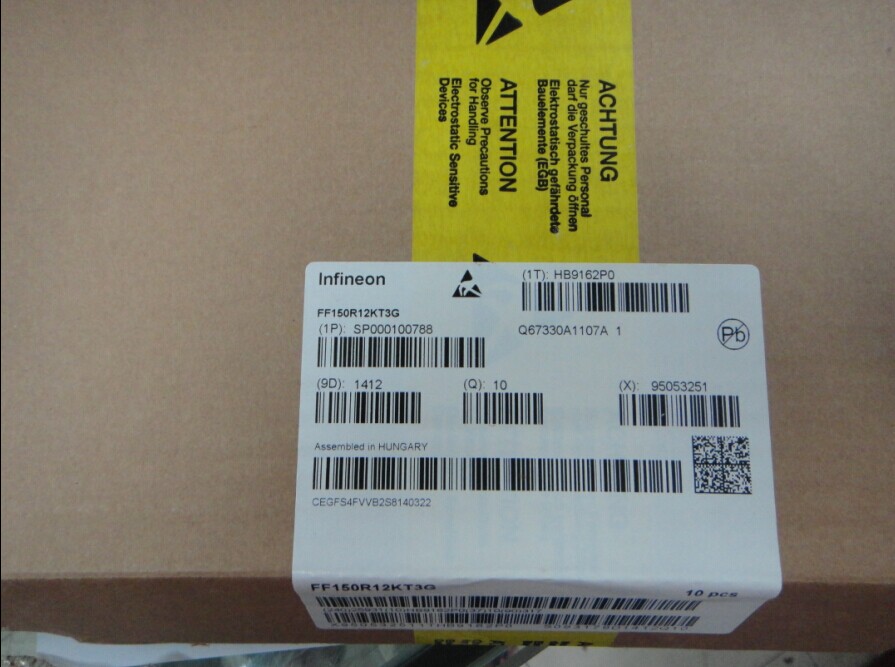 ACHTUNG
Nur geschultes Personal
darf die Verpackung öffnen
Elektrostatisch gefährdete
Bauelemente (EGB)
ATTENTION
Observe Precautions
for Handling
Electrostatic Sensitive
Devices
Infineon
(1T): HB9162P0
FF150R12KT3G
(1P): SP000100788
Q67330A1107A 1
Pb
(9D): 1412
(Q): 10
(X): 95053251
Assembled in HUNGARY
CEGFS4FVVB2S8140322
FF150R12KT3G
10 pcs